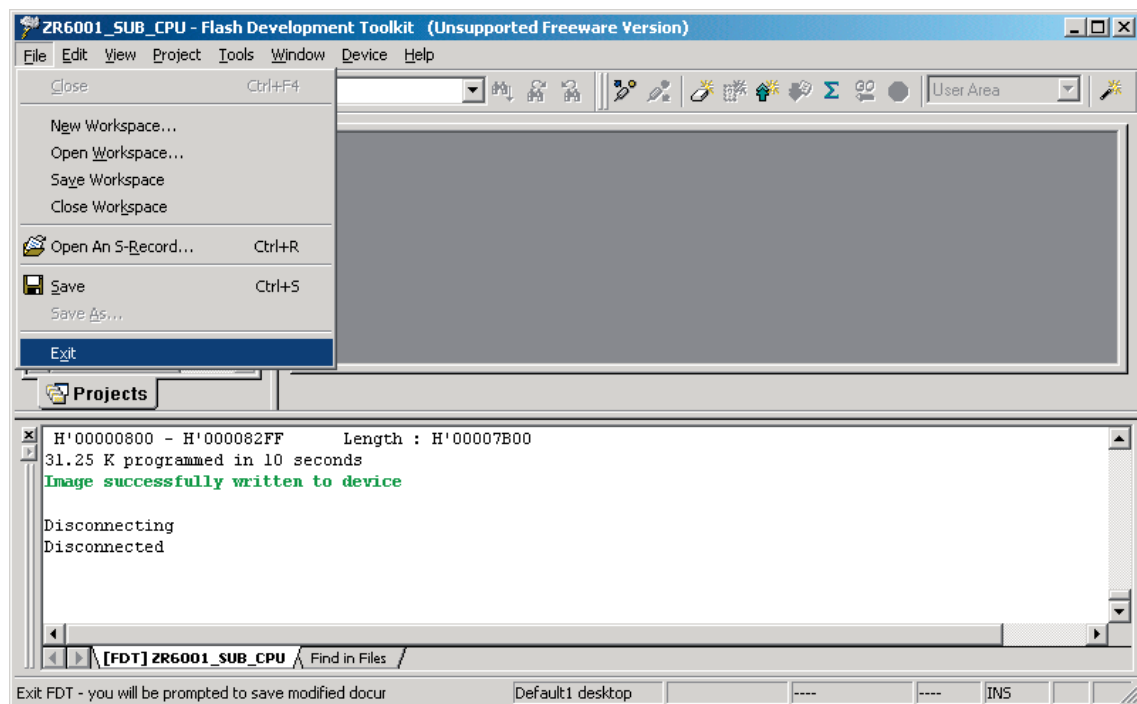 ZR6001_SUB_CPU - Flash Development Toolkit (Unsupported Freeware Version)
File Edit View Project Tools Window Device Help
Close Ctrl+F4
User Area
New Workspace...
Open Workspace...
Save Workspace
Close Workspace
Open An S-Record... Ctrl+R
Save Ctrl+S
Save As...
Exit
Projects
H'00000800 - H'000082FF Length : H'00007B00
31.25 K programmed in 10 seconds
Image successfully written to device
Disconnecting
Disconnected
[FDT] ZR6001_SUB_CPU Find in Files
Exit FDT - you will be prompted to save modified docur Default1 desktop ---- ---- INS